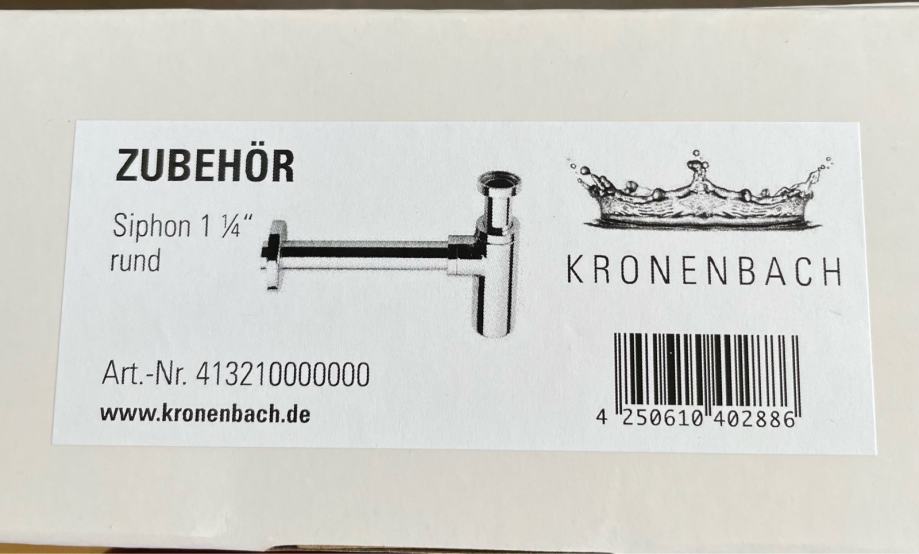 ZUBEHÖR
Siphon 1 ¼“
rund
KRONENBACH
Art.-Nr. 413210000000
www.kronenbach.de
4 250610 402886